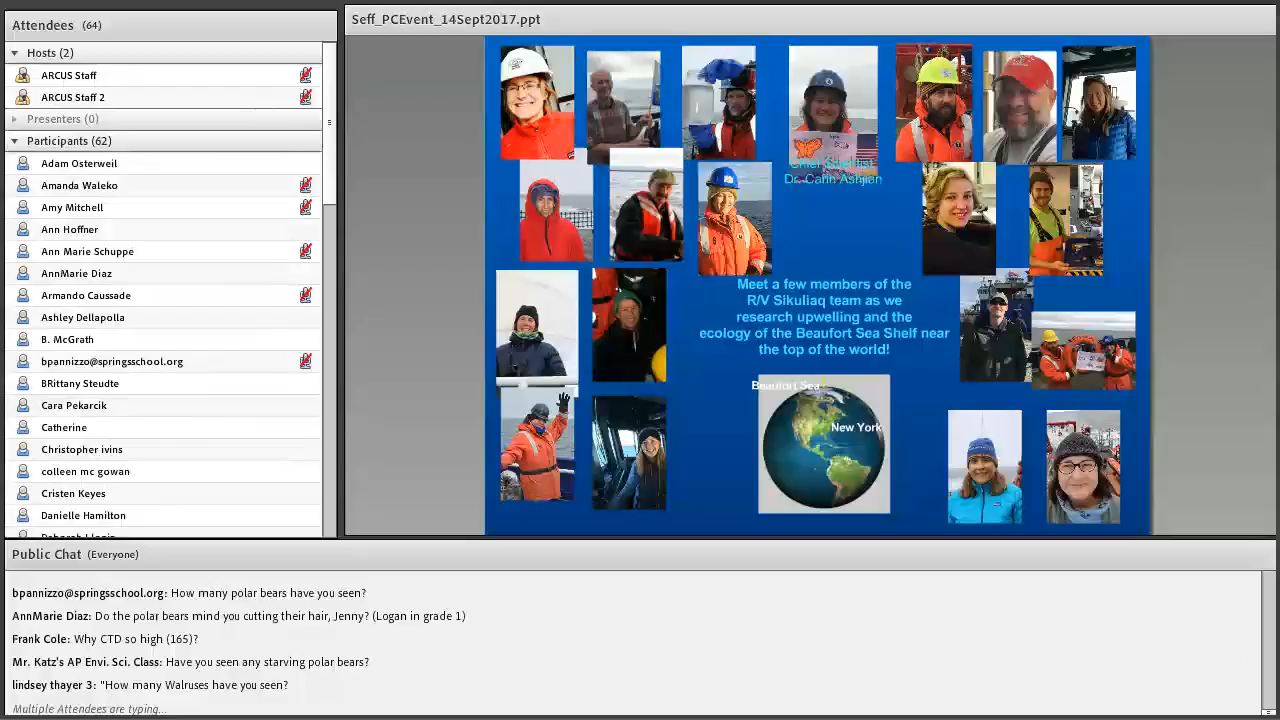 Attendees (64)
Hosts (2)
ARCUS Staff
ARCUS Staff 2
Presenters (0)
Participants (62)
Adam Osterweil
Amanda Waleko
Amy Mitchell
Ann Hoffner
Ann Marie Schuppe
AnnMarie Diaz
Armando Caussade
Ashley Dellapolla
B. McGrath
bpannizzo@springsschool.org
BRittany Steudte
Cara Pekarcik
Catherine
Christopher ivins
colleen mc gowan
Cristen Keyes
Danielle Hamilton
Seff_PCEvent_14Sept2017.ppt
Chief Scientist
Dr. Carin Ashjian
Meet a few members of the
R/V Sikuliaq team as we
research upwelling and the
ecology of the Beaufort Sea Shelf near
the top of the world!
Beaufort Sea
New York
Public Chat (Everyone)
bpannizzo@springsschool.org: How many polar bears have you seen?
AnnMarie Diaz: Do the polar bears mind you cutting their hair, Jenny? (Logan in grade 1)
Frank Cole: Why CTD so high (165)?
Mr. Katz's AP Envi. Sci. Class: Have you seen any starving polar bears?
lindsey thayer 3: "How many Walruses have you seen?
Multiple Attendees are typing...